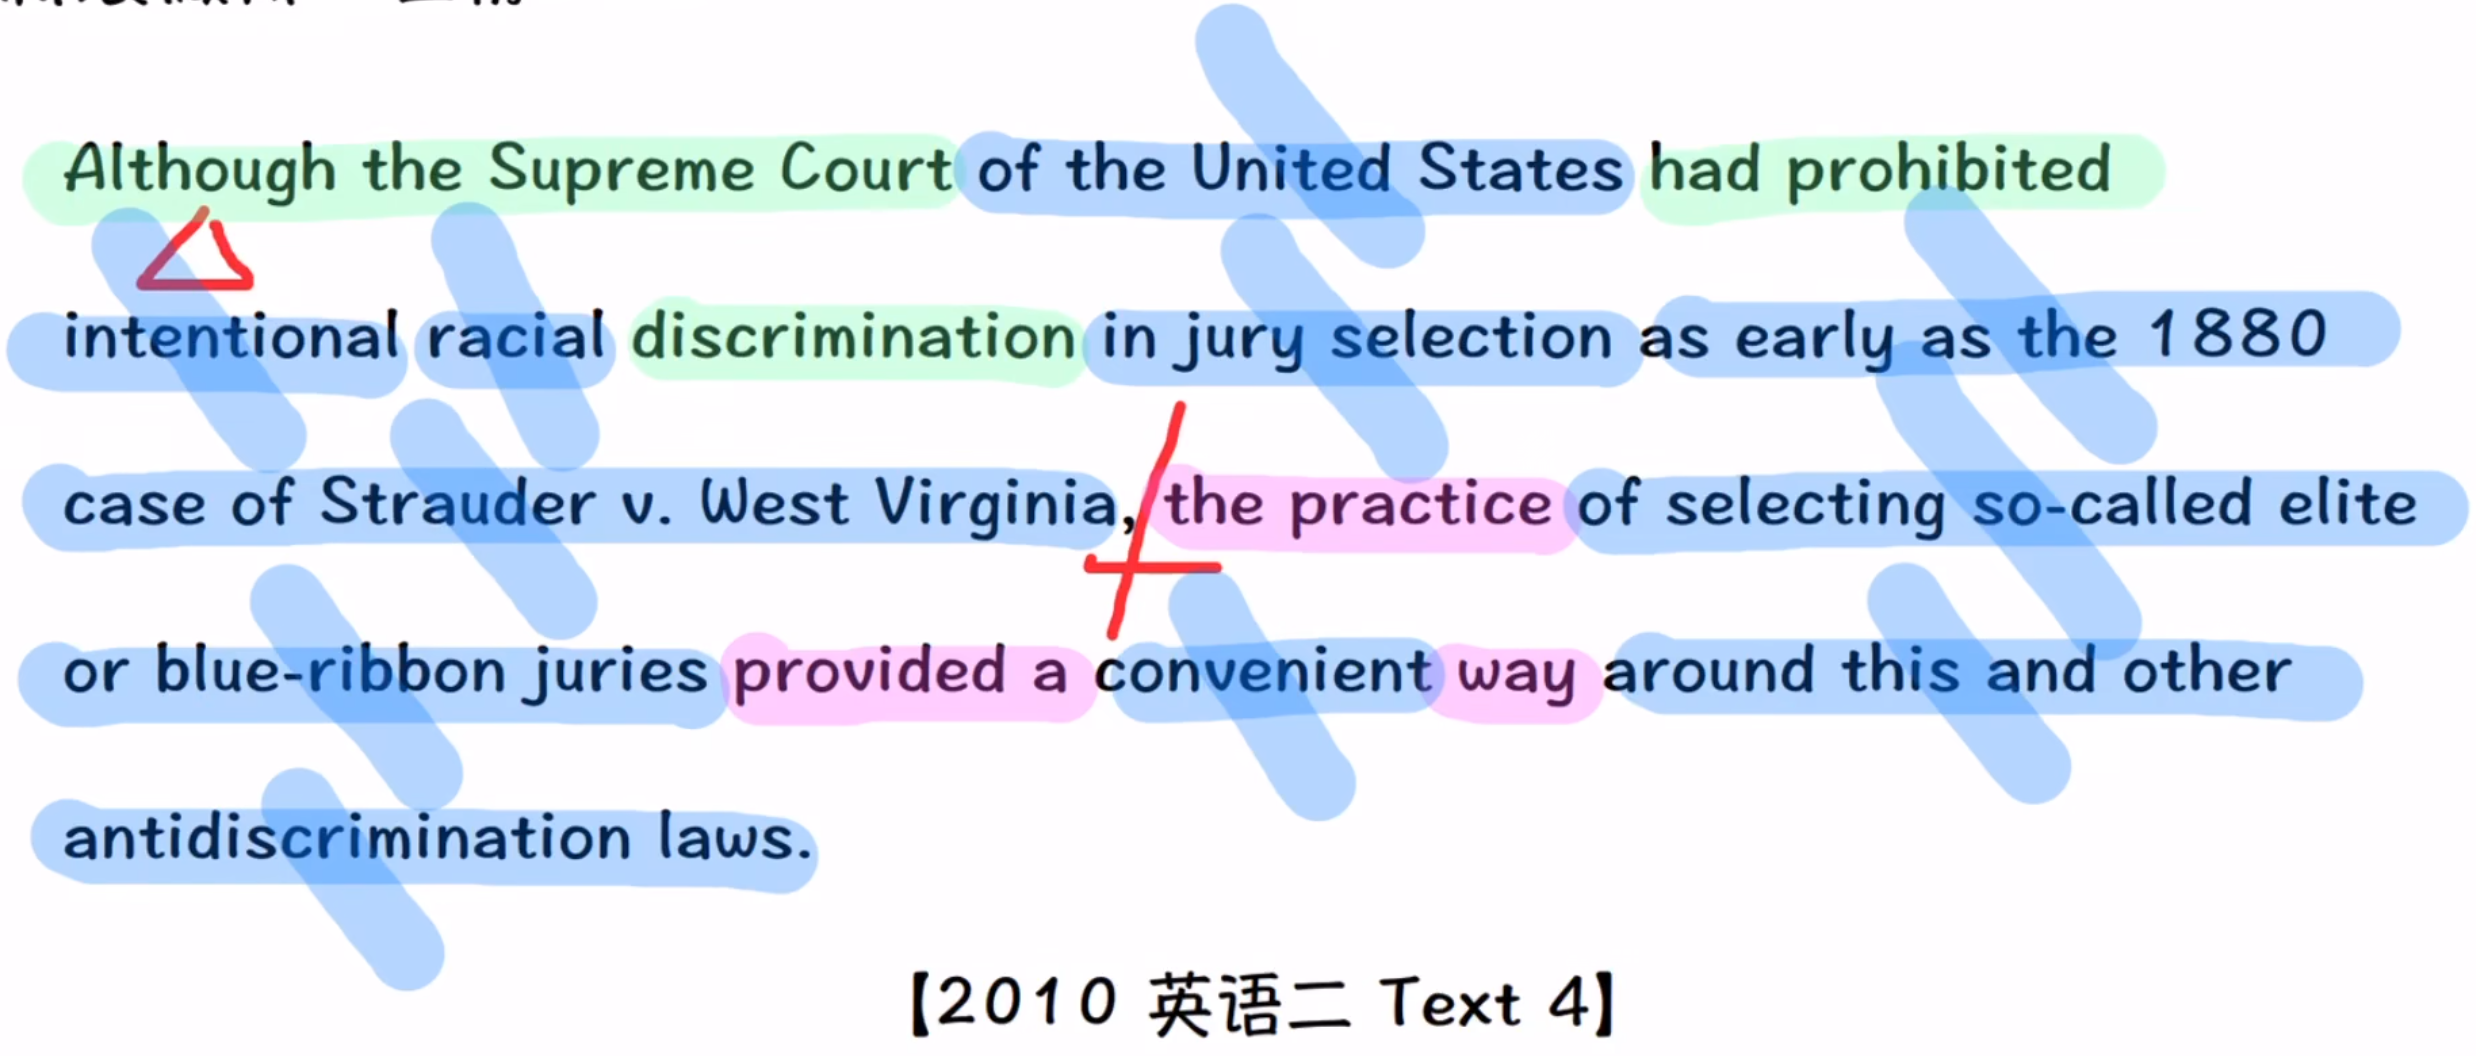 Although the Supreme Court of the United States had prohibited
intentional racial discrimination in jury selection as early as the 1880
case of Strauder v. West Virginia, the practice of selecting so-called elite
or blue-ribbon juries provided a convenient way around this and other
antidiscrimination laws.
【2010 英语二 Text 4】